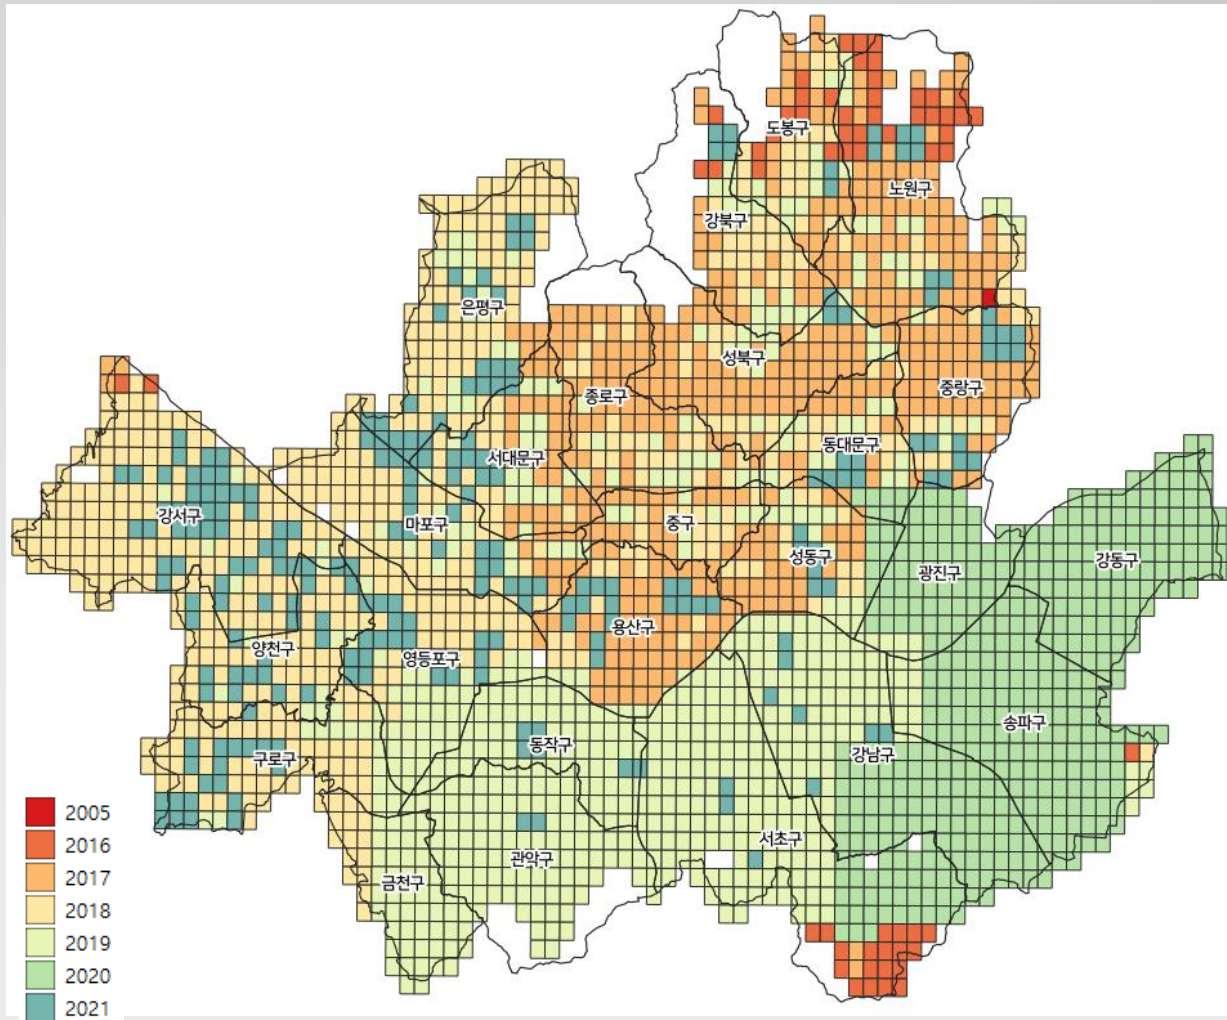 도봉구
노원구
강북구
은평구
성북구
중랑구
종로구
동대문구
서대문구
강서구
마포구
중구
성동구
광진구
강동구
용산구
양천구
영등포구
송파구
동작구
강남구
구로구
서초구
관악구
금천구
2005
2016
2017
2018
2019
2020
2021